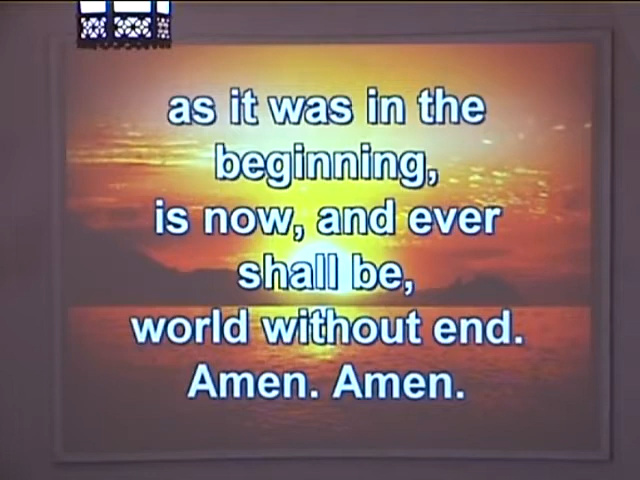 as it was in the
beginning,
is now, and ever
shall be,
world without end.
Amen. Amen.